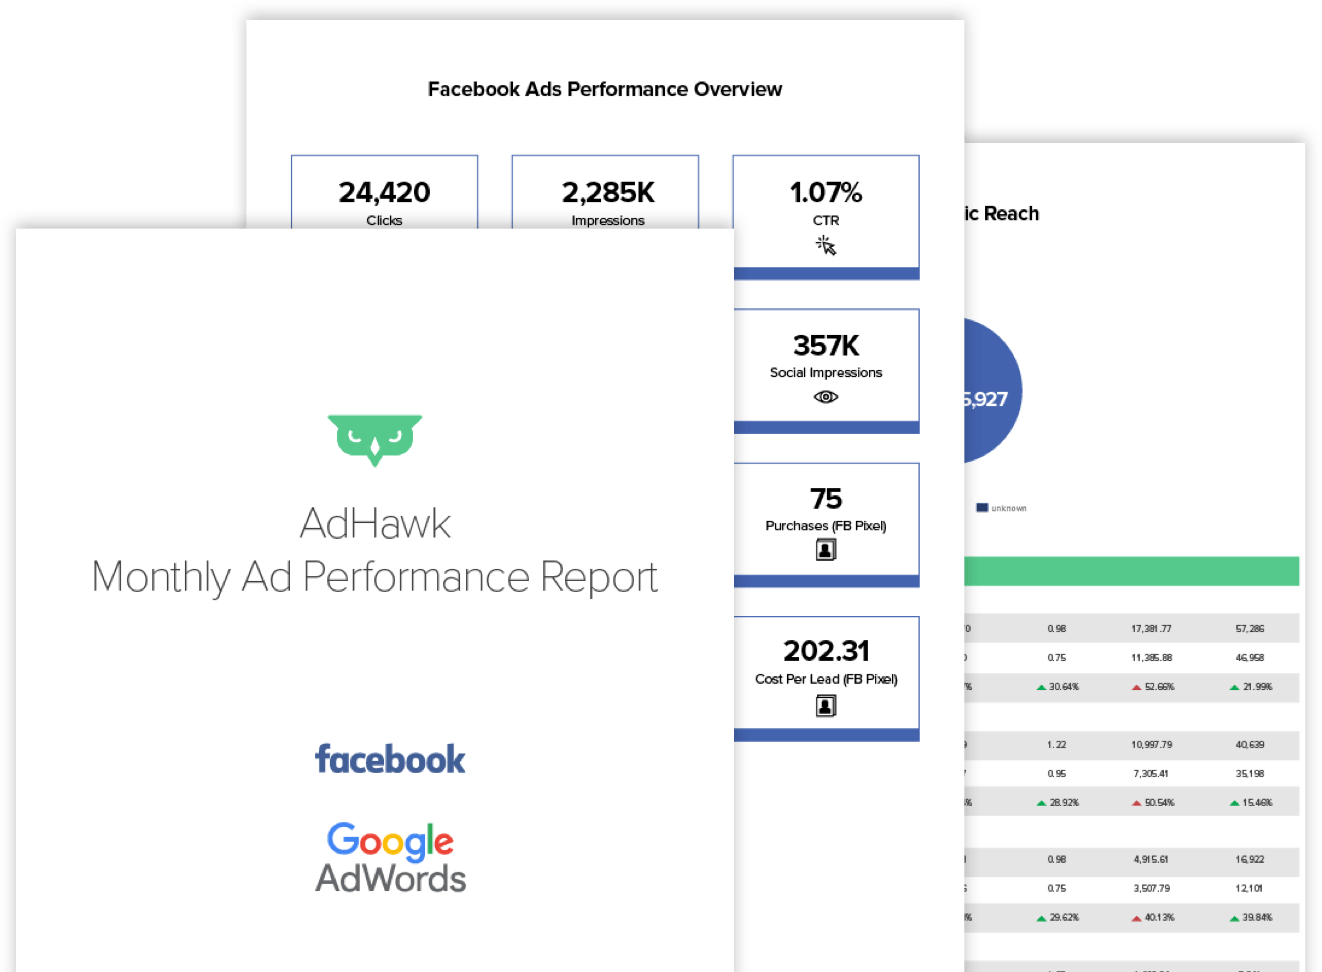 Facebook Ads Performance Overview
24,420
Clicks
2,285K
Impressions
1.07%
CTR
357K
Social Impressions
75
Purchases (FB Pixel)
202.31
Cost Per Lead (FB Pixel)
AdHawk
Monthly Ad Performance Report
facebook
Google
AdWords
ic Reach
5,927
unknown
0.98 17,381.77 57,286
0.75 11,385.88 46,958
% 30.64% 52.66% 21.99%
1.22 10,997.79 40,639
0.95 7,305.41 35,198
% 28.92% 50.54% 15.46%
0.98 4,915.61 16,922
0.75 3,507.79 12,101
% 29.62% 40.13% 39.84%